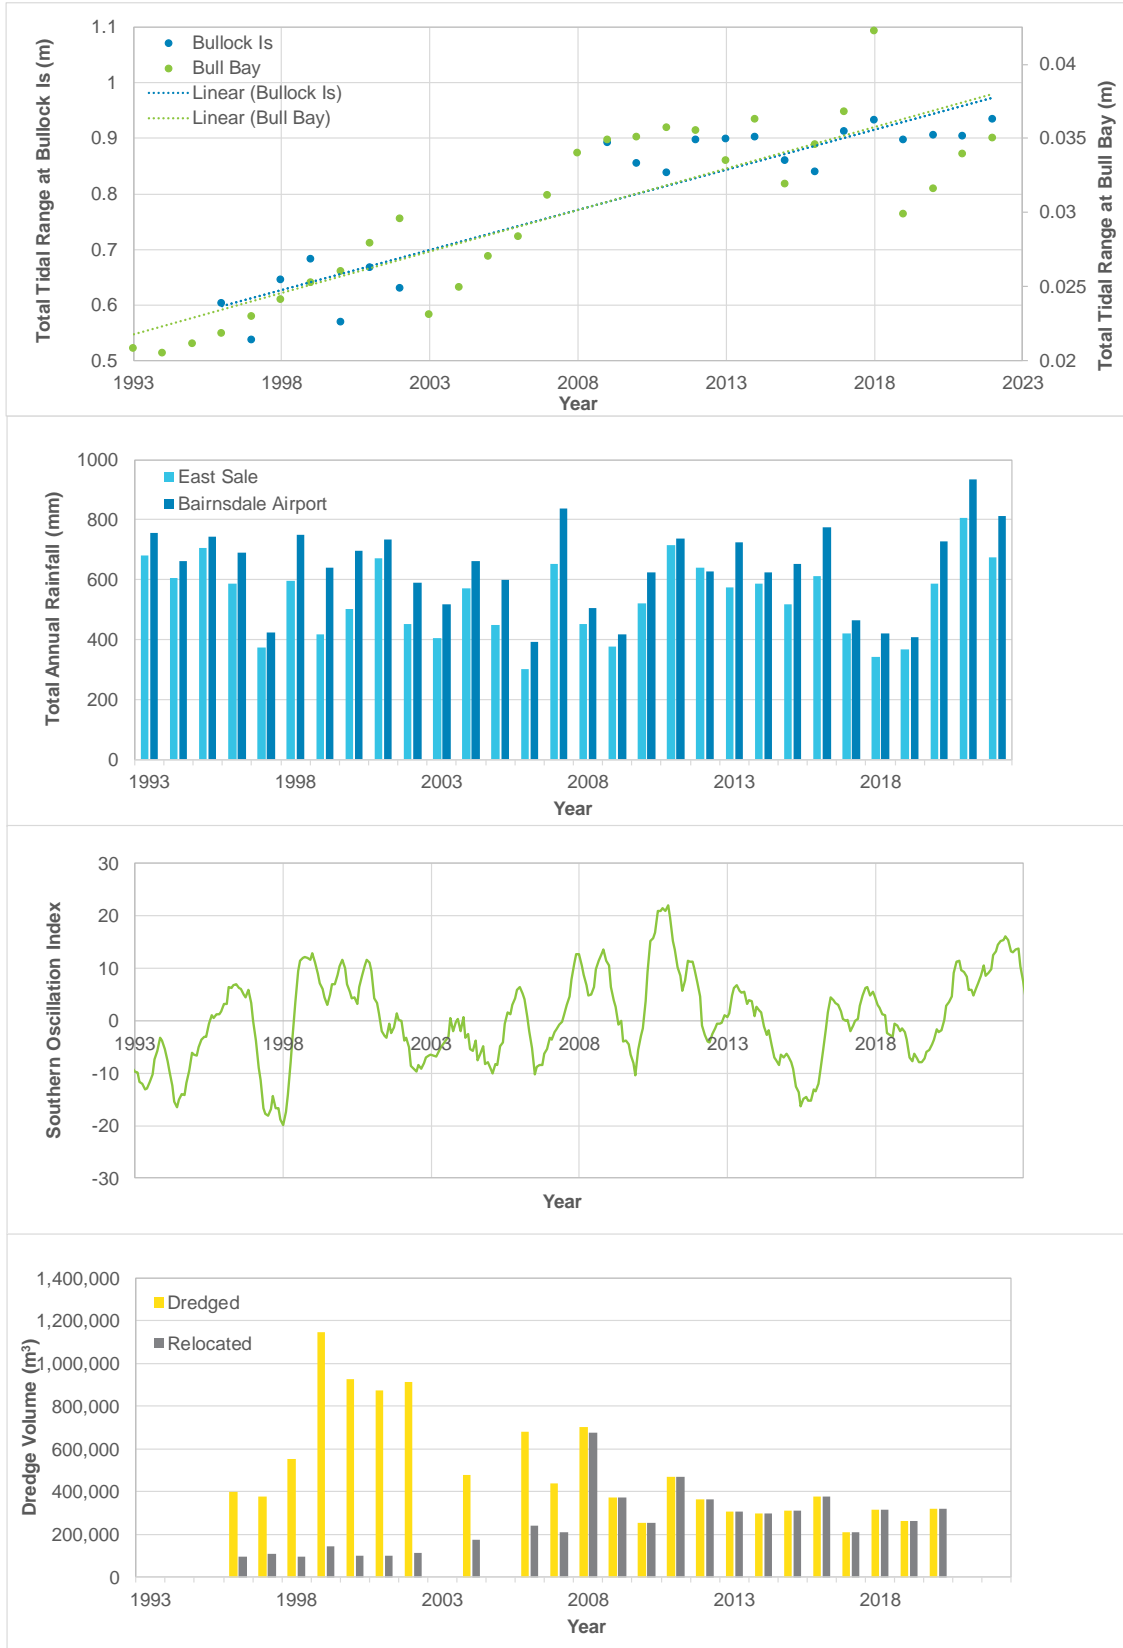 Total Tidal Range at Bullock Is (m)
1.1
1
0.9
0.8
0.7
0.6
0.5
Bullock Is
Bull Bay
Linear (Bullock Is)
Linear (Bull Bay)
0.04
0.035
0.03
0.025
0.02
Total Tidal Range at Bull Bay (m)
1993 1998 2003 2008 2013 2018 2023
Year
Total Annual Rainfall (mm)
1000
800
600
400
200
0
East Sale
Bairnsdale Airport
1993 1998 2003 2008 2013 2018
Year
Southern Oscillation Index
30
20
10
0
-10
-20
-30
1993 1998 2003 2008 2013 2018
Year
Dredge Volume (m³)
1,400,000
1,200,000
1,000,000
800,000
600,000
400,000
200,000
0
Dredged
Relocated
1993 1998 2003 2008 2013 2018
Year